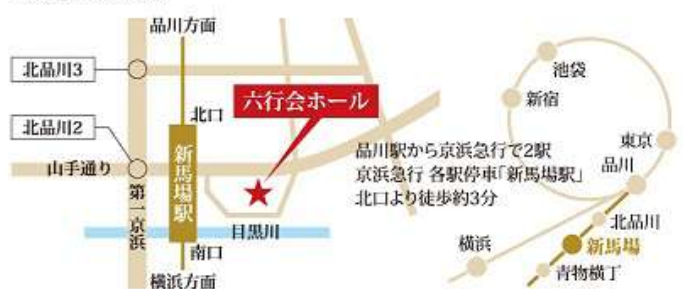 品川方面
北品川3
北口
六行会ホール
北品川2
山手通り
新馬場駅
第一京浜
目黒川
南口
横浜方面
品川駅から京浜急行で2駅
京浜急行 各駅停車「新馬場駅」
北口より徒歩約3分
池袋
新宿
東京
品川
北品川
新馬場
横浜
青物横丁